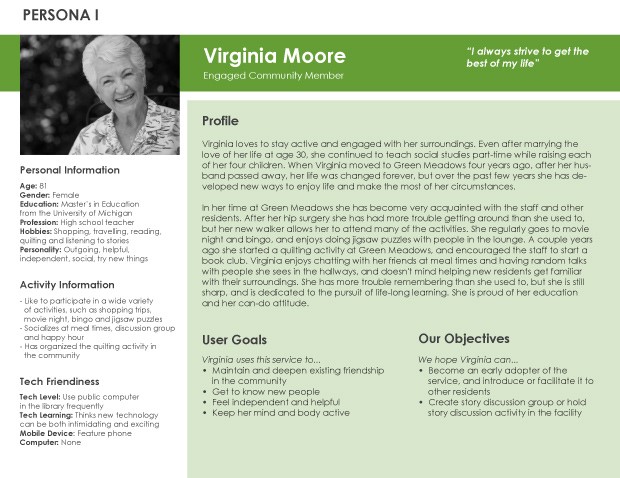 PERSONA I
Virginia Moore
Engaged Community Member
"I always strive to get the
best of my life"
Personal Information
Age: 81
Gender: Female
Education: Master's in Education
from the University of Michigan
Profession: High school teacher
Hobbies: Shopping, travelling, reading,
quilting and listening to stories
Personality: Outgoing, helpful,
independent, social, try new things
Activity Information
- Like to participate in a wide variety
of activities, such as shopping trips,
movie night, bingo and jigsaw puzzles
- Socializes at meal times, discussion group
and happy hour
- Has organized the quilting activity in
the community
Tech Friendiness
Tech Level: Use public computer
in the library frequently
Tech Learning: Thinks new technology
can be both intimidating and exciting
Mobile Device: Feature phone
Computer: None
Profile
Virginia loves to stay active and engaged with her surroundings. Even after marrying the
love of her life at age 30, she continued to teach social studies part-time while raising each
of her four children. When Virginia moved to Green Meadows four years ago, after her hus-
band passed away, her life was changed forever, but over the past few years she has de-
veloped new ways to enjoy life and make the most of her circumstances.
In her time at Green Meadows she has become very acquainted with the staff and other
residents. After her hip surgery she has had more trouble getting around than she used to,
but her new walker allows her to attend many of the activities. She regularly goes to movie
night and bingo, and enjoys doing jigsaw puzzles with people in the lounge. A couple years
ago she started a quilting activity at Green Meadows, and encouraged the staff to start a
book club. Virginia enjoys chatting with her friends at meal times and having random talks
with people she sees in the hallways, and doesn't mind helping new residents get familiar
with their surroundings. She has more trouble remembering than she used to, but she is still
sharp, and is dedicated to the pursuit of life-long learning. She is proud of her education
and her can-do attitude.
User Goals
Virginia uses this service to...
• Maintain and deepen existing friendship
in the community
• Get to know new people
• Feel independent and helpful
• Keep her mind and body active
Our Objectives
We hope Virginia can...
• Become an early adopter of the
service, and introduce or facilitate it to
other residents
• Create story discussion group or hold
story discussion activity in the facility